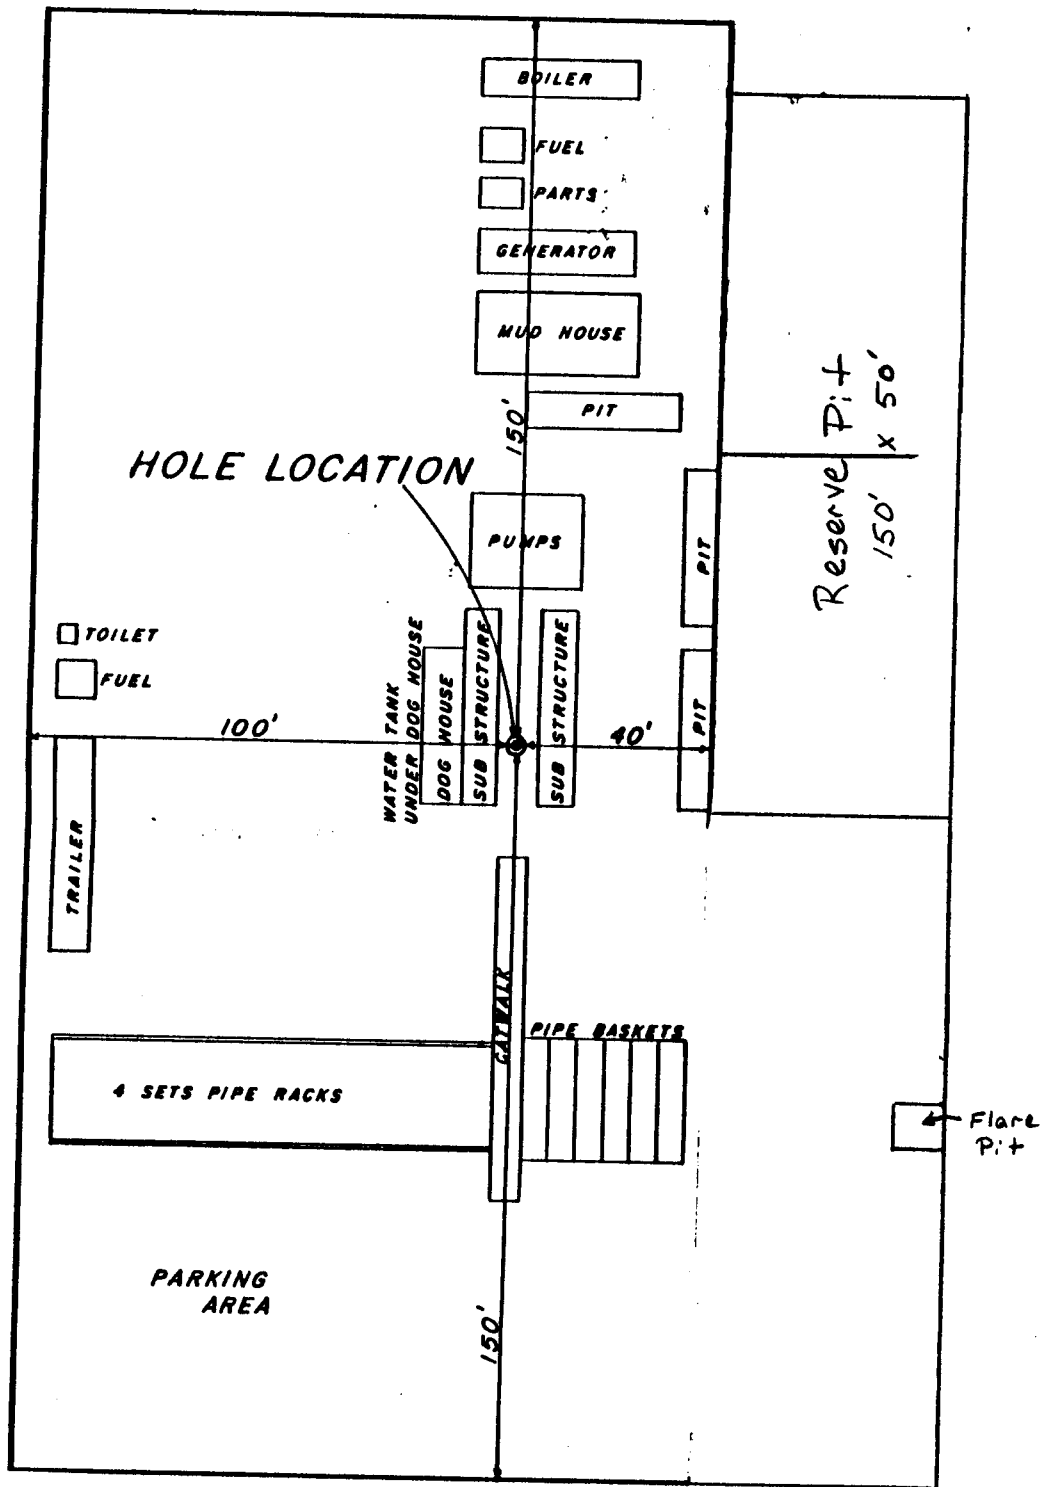 BOILER
FUEL
PARTS
GENERATOR
MUD HOUSE
PIT
150'
HOLE LOCATION
PUMPS
PIT
Reserve Pit
150' x 50'
TOILET
FUEL
WATER TANK
UNDER DOG HOUSE
DOG HOUSE
SUB STRUCTURE
SUB STRUCTURE
PIT
100'
40'
TRAILER
CATWALK
PIPE BASKETS
4 SETS PIPE RACKS
Flare
Pit
PARKING
AREA
150'